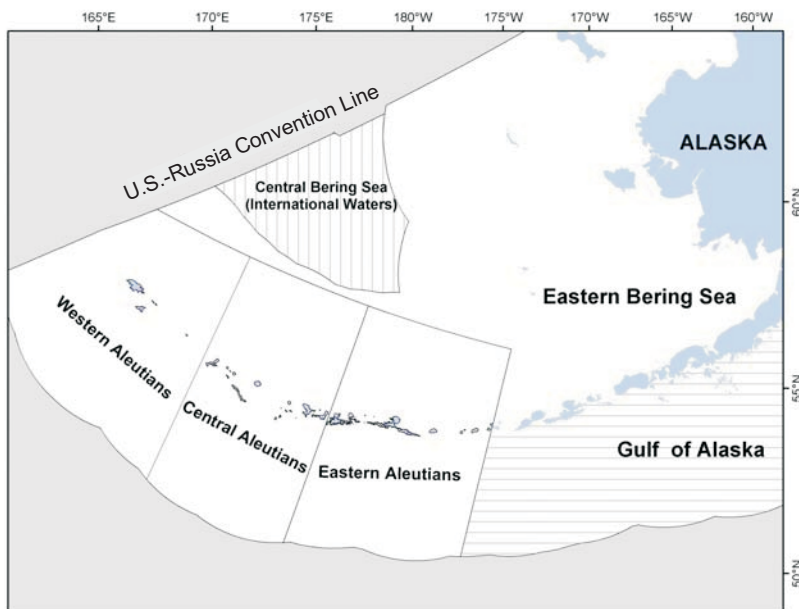 165°E 170°E 175°E 180°W 175°W 170°W 165°W 160°W
U.S.-Russia Convention Line
ALASKA
Central Bering Sea
(International Waters)
60°N
Eastern Bering Sea
Western Aleutians
55°N
Central Aleutians
Gulf of Alaska
Eastern Aleutians
50°N